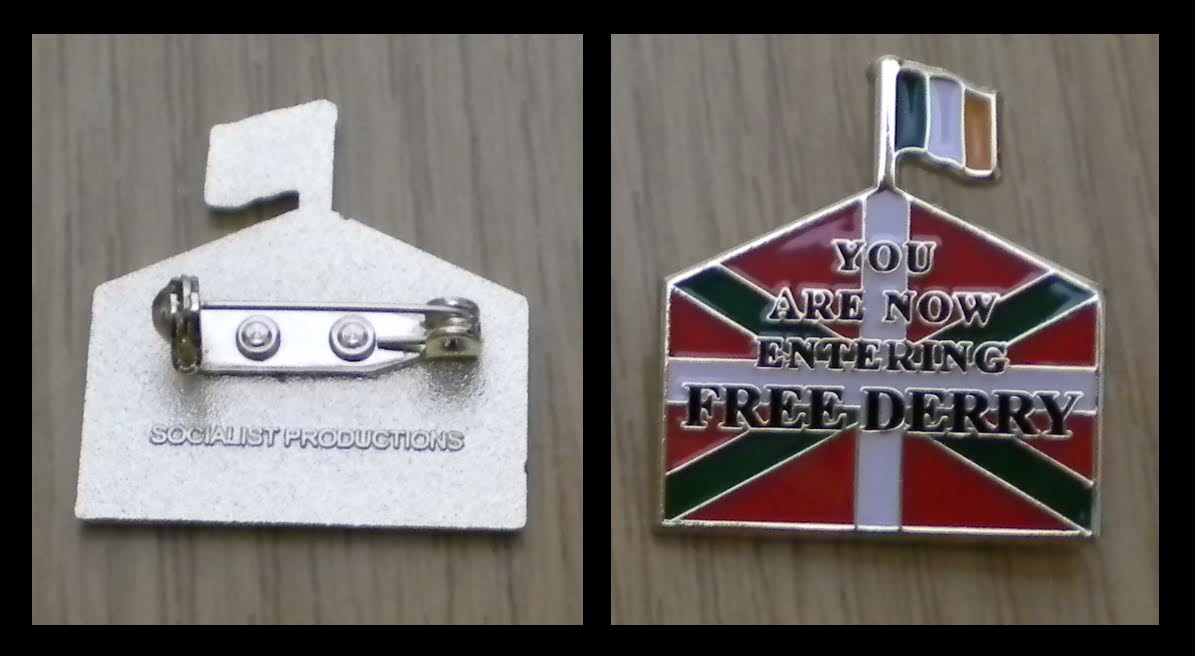 SOCIALIST PRODUCTIONS
YOU
ARE NOW
ENTERING
FREE DERRY